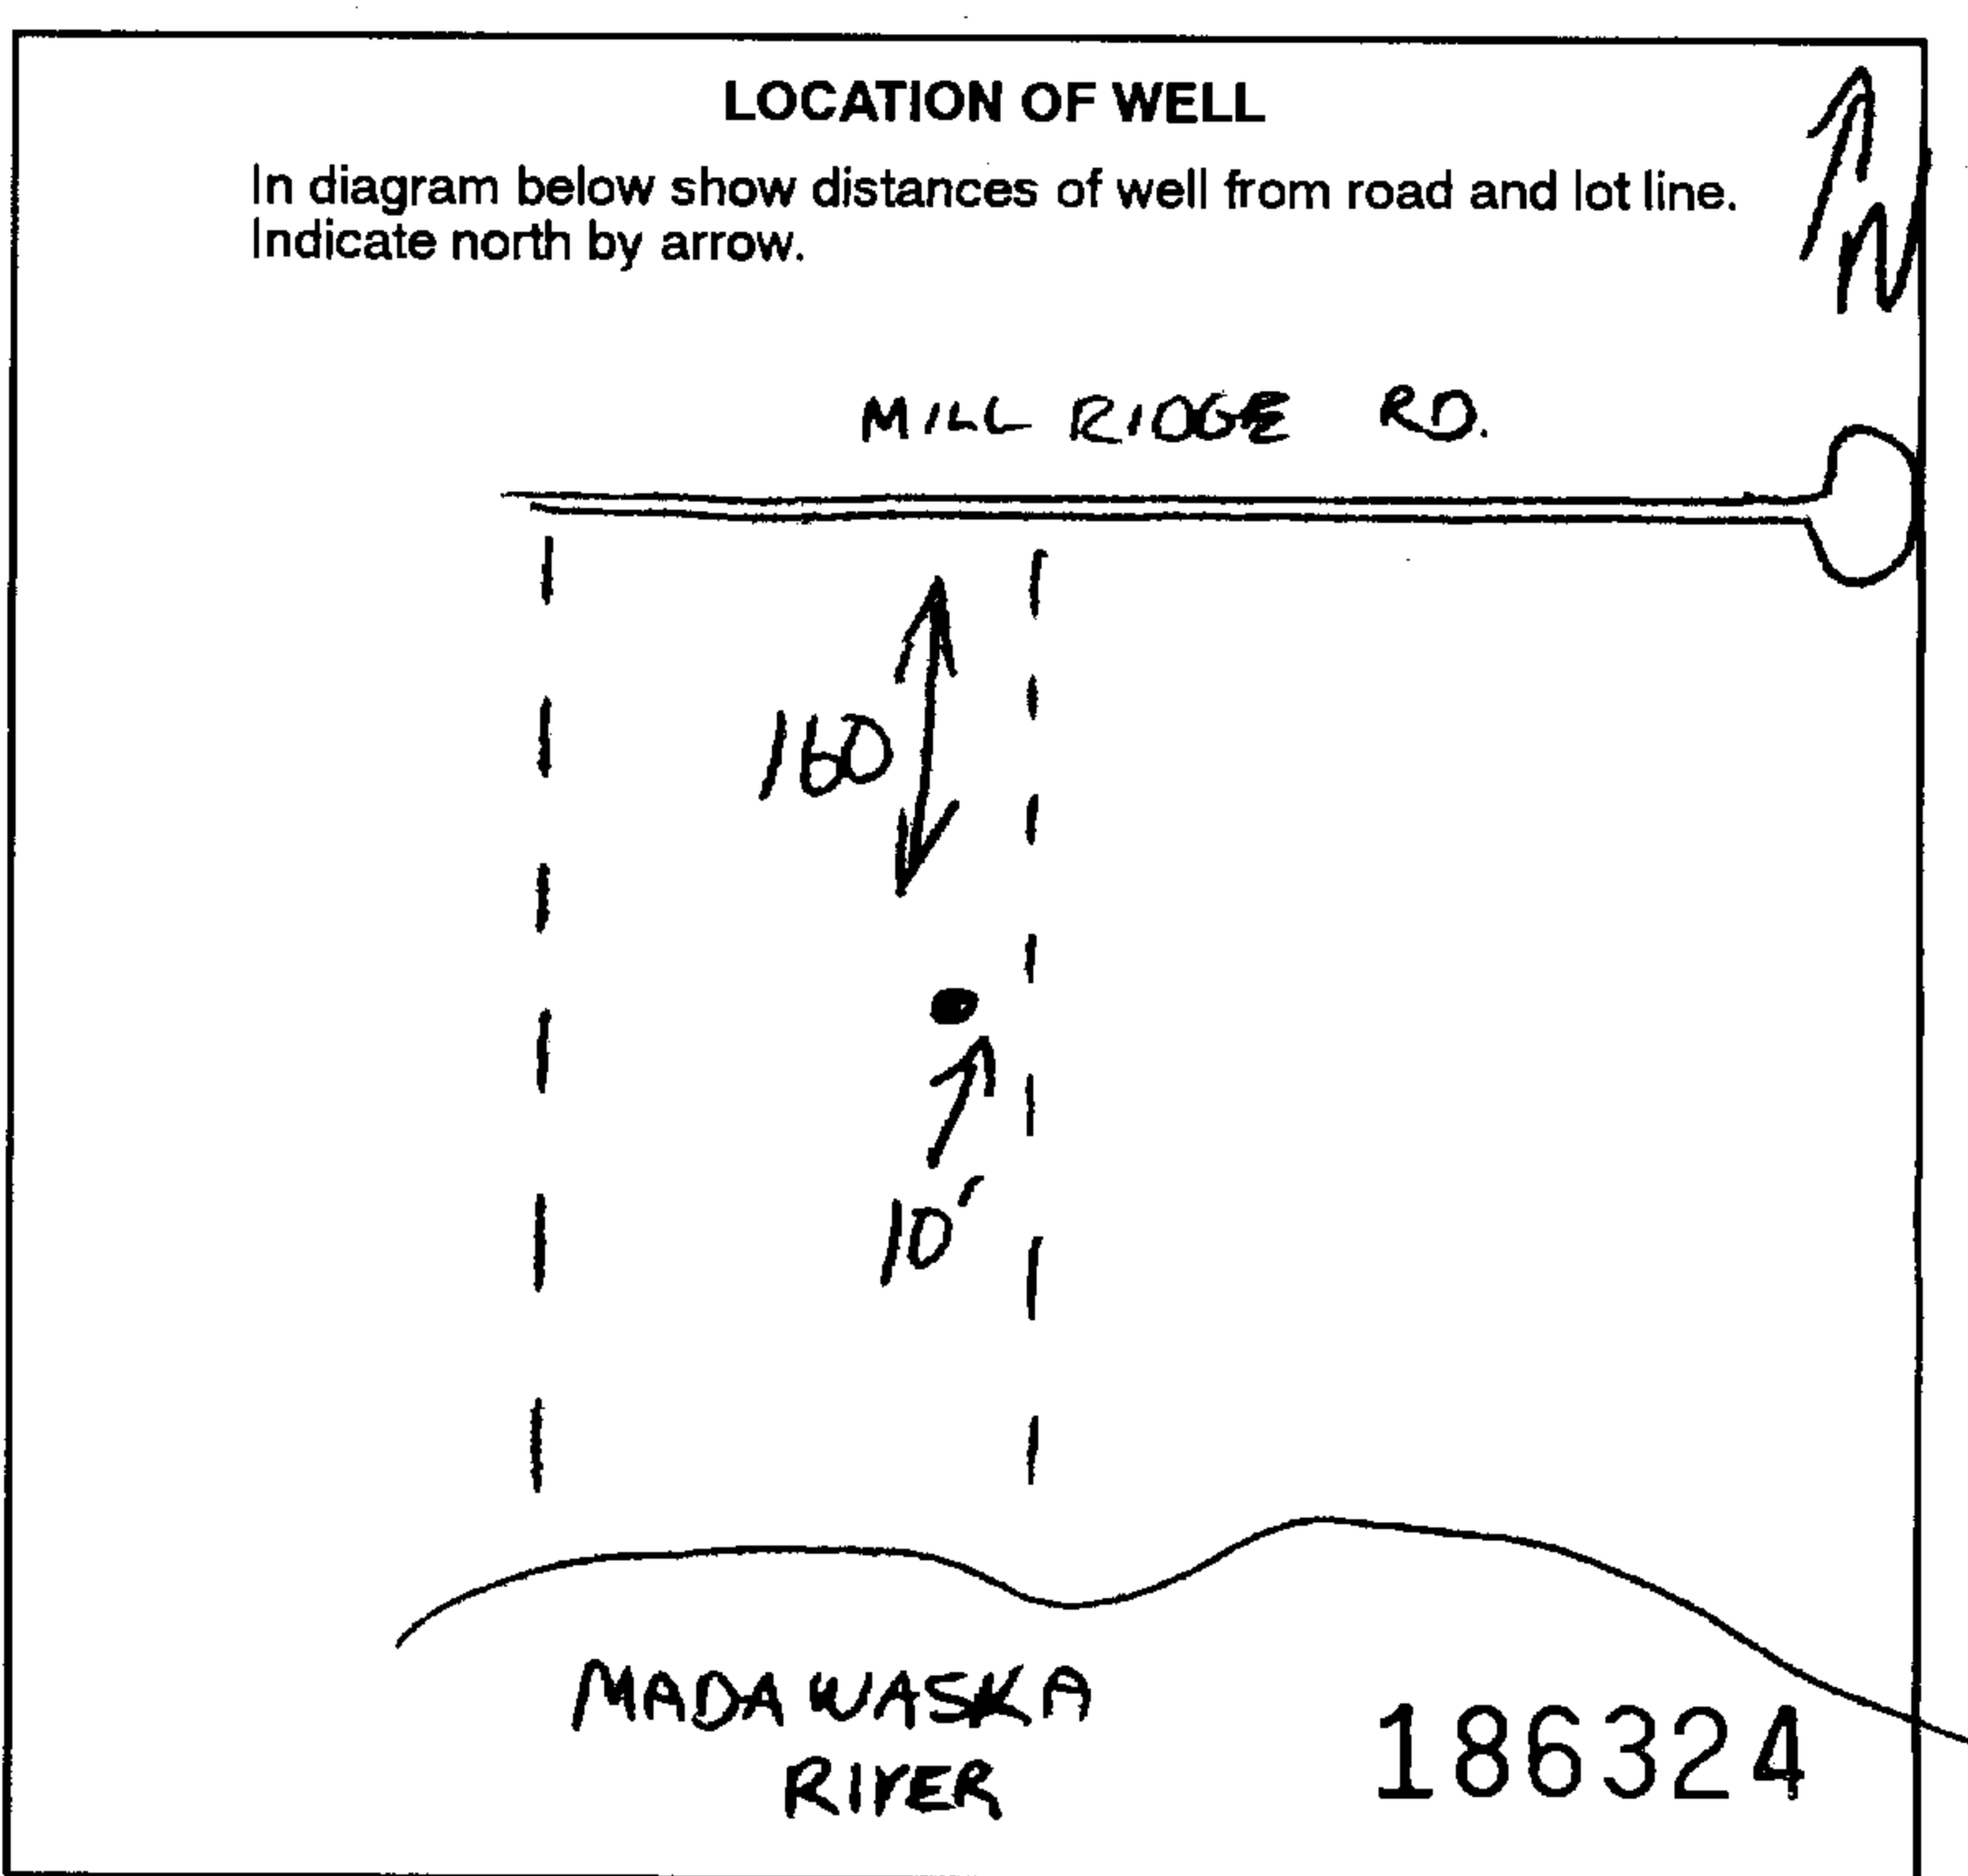 LOCATION OF WELL
In diagram below show distances of well from road and lot line.
Indicate north by arrow.
N
MILL RIDGE RD.
160
10'
MADAWASKA
RIVER
186324